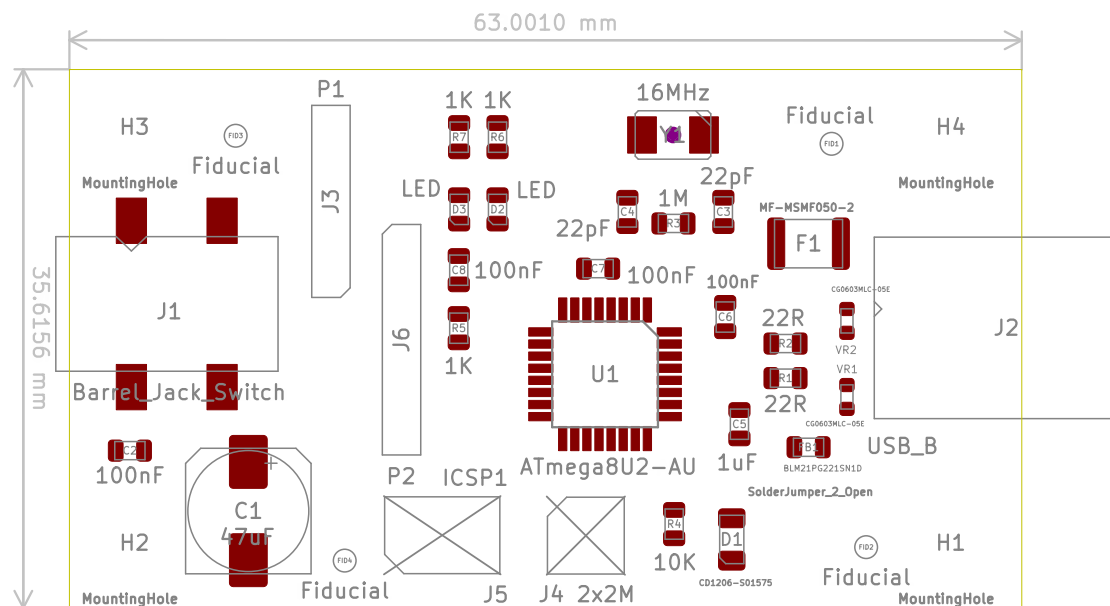 63.0010 mm
35.6156 mm
P1
16MHz
1K
1K
Fiducial
H3
FID3
R7
R6
FID1
H4
Fiducial
MountingHole
22pF
MountingHole
LED
LED
1M
J3
D3
D2
C4
R3
C3
MF-MSMF050-2
22pF
F1
C8
100nF
C7
100nF
100nF
CG0603MLC-05E
J1
C6
22R
J2
R5
J6
R2
VR2
1K
U1
VR1
R1
Barrel_Jack_Switch
22R
CG0603MLC-05E
C5
C2
FB1
USB_B
100nF
1uF
ATmega8U2-AU
BLM21PG221SN1D
P2
ICSP1
+
SolderJumper_2_Open
C1
R4
47uF
H2
D1
H1
FID4
FID2
10K
Fiducial
Fiducial
CD1206-S01575
MountingHole
J5
J4
2x2M
MountingHole